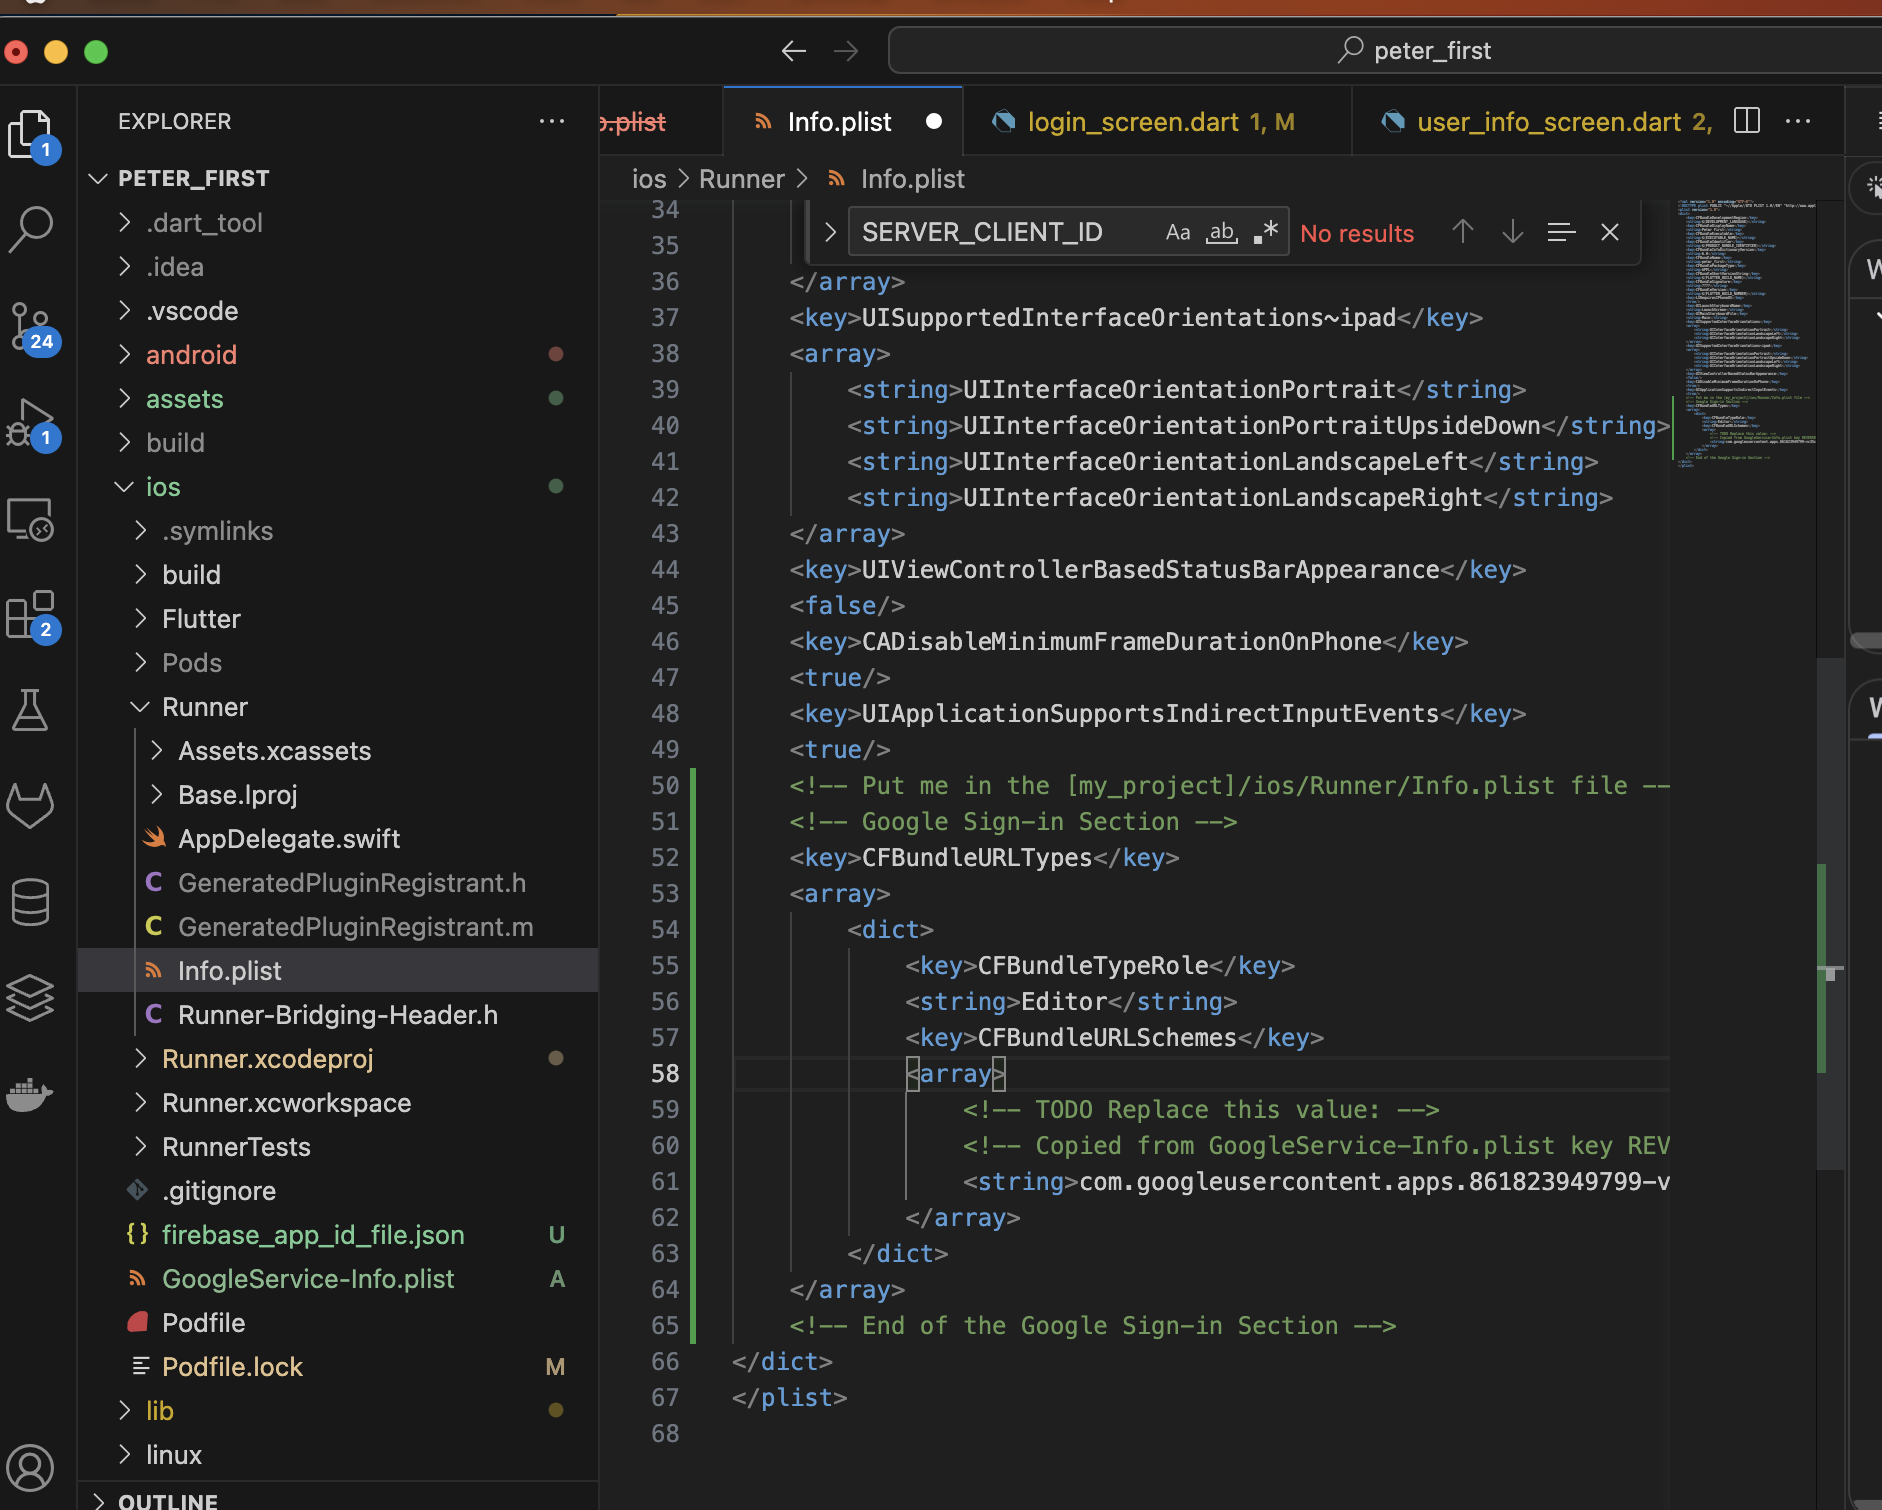 peter_first
EXPLORER
PETER_FIRST
.dart_tool
.idea
.vscode
android
assets
build
ios
.symlinks
build
Flutter
Pods
Runner
Assets.xcassets
Base.lproj
AppDelegate.swift
C GeneratedPluginRegistrant.h
C GeneratedPluginRegistrant.m
Info.plist
C Runner-Bridging-Header.h
Runner.xcodeproj
Runner.xcworkspace
RunnerTests
.gitignore
{} firebase_app_id_file.json U
GoogleService-Info.plist A
Podfile
Podfile.lock M
lib
linux
OUTLINE
1
24
1
2
.plist
Info.plist
login_screen.dart 1, M
user_info_screen.dart 2,
ios > Runner > Info.plist
SERVER_CLIENT_ID Aa ab .* No results
34
35
36 </array>
37 <key>UISupportedInterfaceOrientations~ipad</key>
38 <array>
39 <string>UIInterfaceOrientationPortrait</string>
40 <string>UIInterfaceOrientationPortraitUpsideDown</string>
41 <string>UIInterfaceOrientationLandscapeLeft</string>
42 <string>UIInterfaceOrientationLandscapeRight</string>
43 </array>
44 <key>UIViewControllerBasedStatusBarAppearance</key>
45 <false/>
46 <key>CADisableMinimumFrameDurationOnPhone</key>
47 <true/>
48 <key>UIApplicationSupportsIndirectInputEvents</key>
49 <true/>
50 <!-- Put me in the [my_project]/ios/Runner/Info.plist file --
51 <!-- Google Sign-in Section -->
52 <key>CFBundleURLTypes</key>
53 <array>
54 <dict>
55 <key>CFBundleTypeRole</key>
56 <string>Editor</string>
57 <key>CFBundleURLSchemes</key>
58 <array>
59 <!-- TODO Replace this value: -->
60 <!-- Copied from GoogleService-Info.plist key REV
61 <string>com.googleusercontent.apps.861823949799-v
62 </array>
63 </dict>
64 </array>
65 <!-- End of the Google Sign-in Section -->
66 </dict>
67 </plist>
68